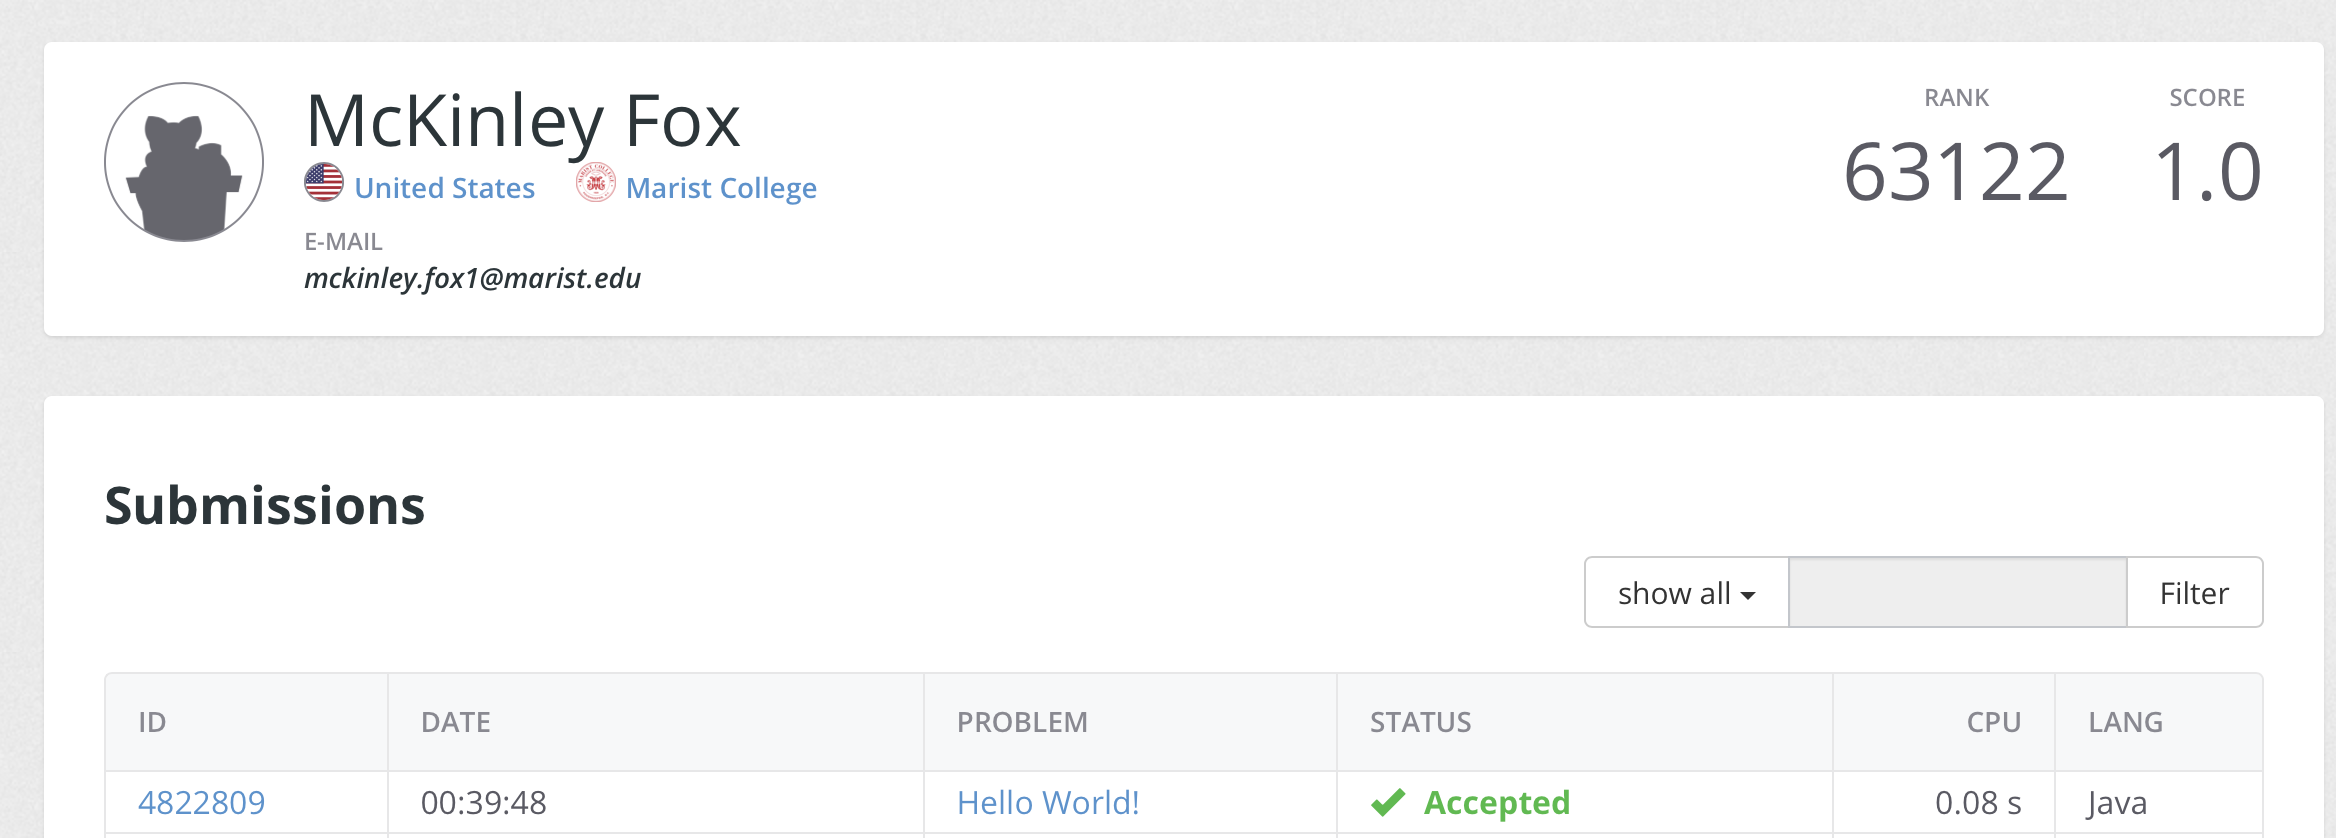 McKinley Fox
United States Marist College
E-MAIL
mckinley.fox1@marist.edu
RANK SCORE
63122 1.0
Submissions
show all Filter
ID DATE PROBLEM STATUS CPU LANG
4822809 00:39:48 Hello World! Accepted 0.08 s Java